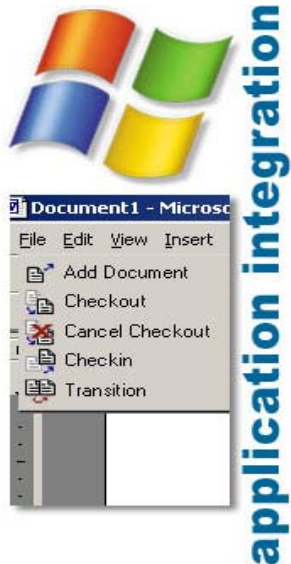 Document1 - Microso
File Edit View Insert
Add Document
Checkout
Cancel Checkout
Checkin
Transition
application integration